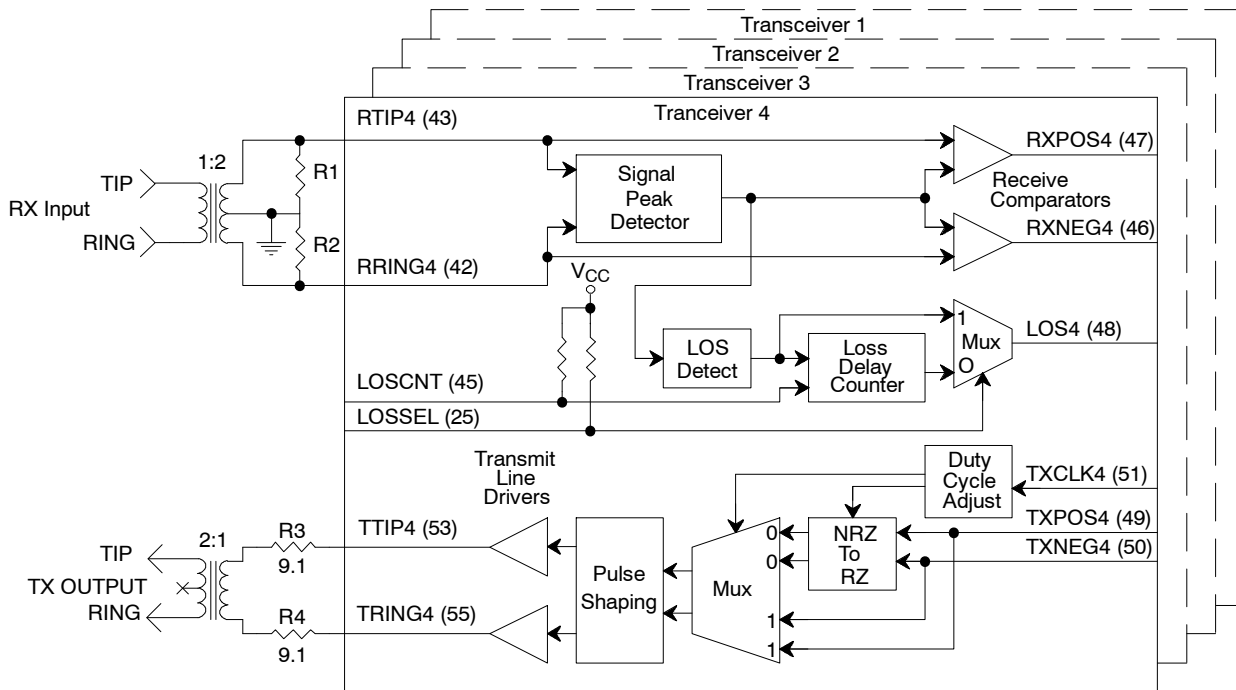 Transceiver 1
Transceiver 2
Transceiver 3
Tranceiver 4
RTIP4 (43)
RXPOS4 (47)
1:2
R1
Signal
Peak
Detector
TIP
Receive
Comparators
RX Input
R2
RING
RXNEG4 (46)
RRING4 (42)
VCC
1
Mux
O
LOS4 (48)
LOS
Detect
Loss
Delay
Counter
LOSCNT (45)
LOSSEL (25)
Transmit
Line
Drivers
Duty
Cycle
Adjust
TXCLK4 (51)
TXPOS4 (49)
TXNEG4 (50)
R3
9.1
TTIP4 (53)
0
0
NRZ
To
RZ
TIP
2:1
TX OUTPUT
RING
Pulse
Shaping
Mux
R4
9.1
TRING4 (55)
1
1